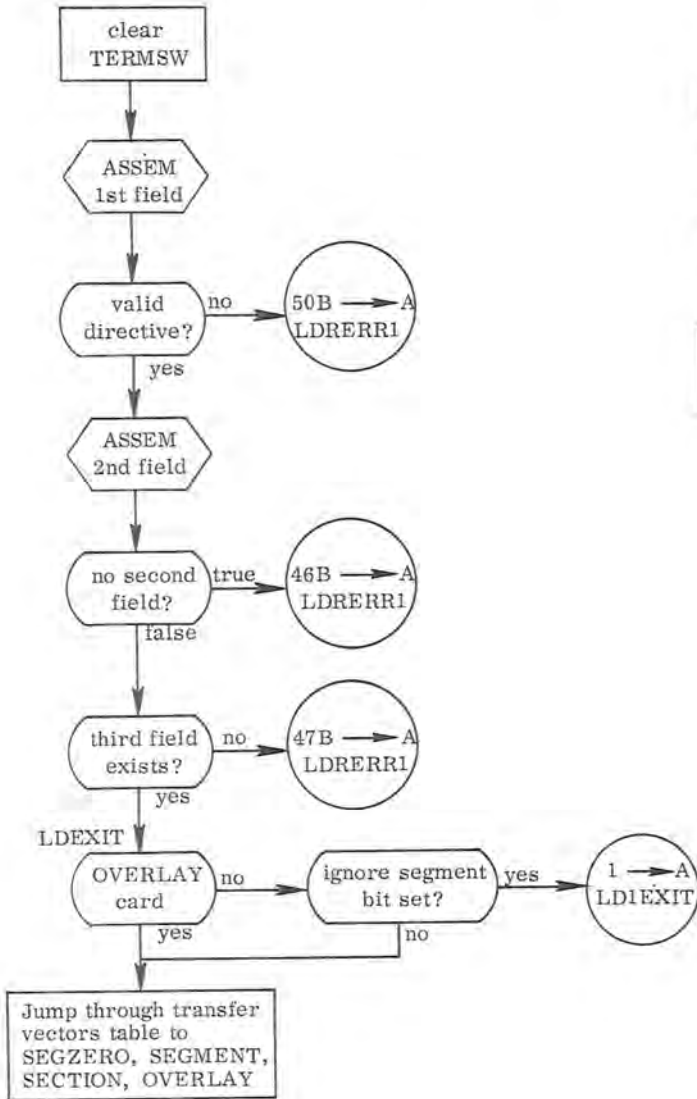 clear
TERMSW
ASSEM
1st field
valid
directive?
no
50B → A
LDRERR1
yes
ASSEM
2nd field
no second
field?
true
46B → A
LDRERR1
false
third field
exists?
no
47B → A
LDRERR1
yes
LDEXIT
OVERLAY
card
no
ignore segment
bit set?
yes
1 → A
LD1EXIT
yes
no
Jump through transfer
vectors table to
SEGZERO, SEGMENT,
SECTION, OVERLAY